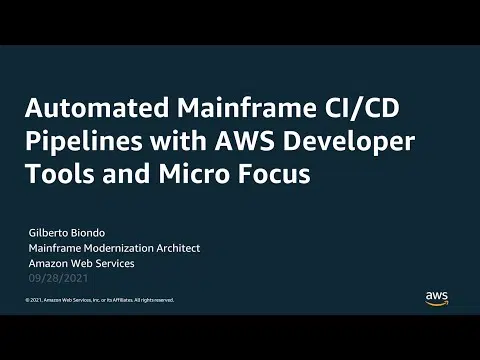 Automated Mainframe CI/CD
Pipelines with AWS Developer
Tools and Micro Focus
Gilberto Biondo
Mainframe Modernization Architect
Amazon Web Services
09/28/2021
© 2021, Amazon Web Services, Inc. or its Affiliates. All rights reserved.
aws